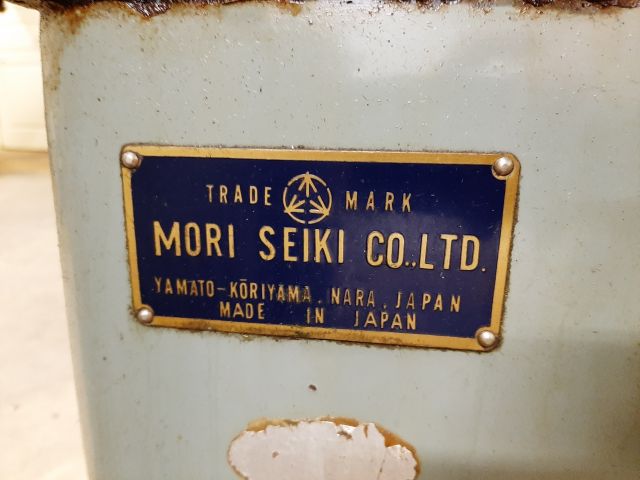 TRADE MARK
MORI SEIKI CO.,LTD.
YAMATO-KŌRIYAMA, NARA, JAPAN
MADE IN JAPAN